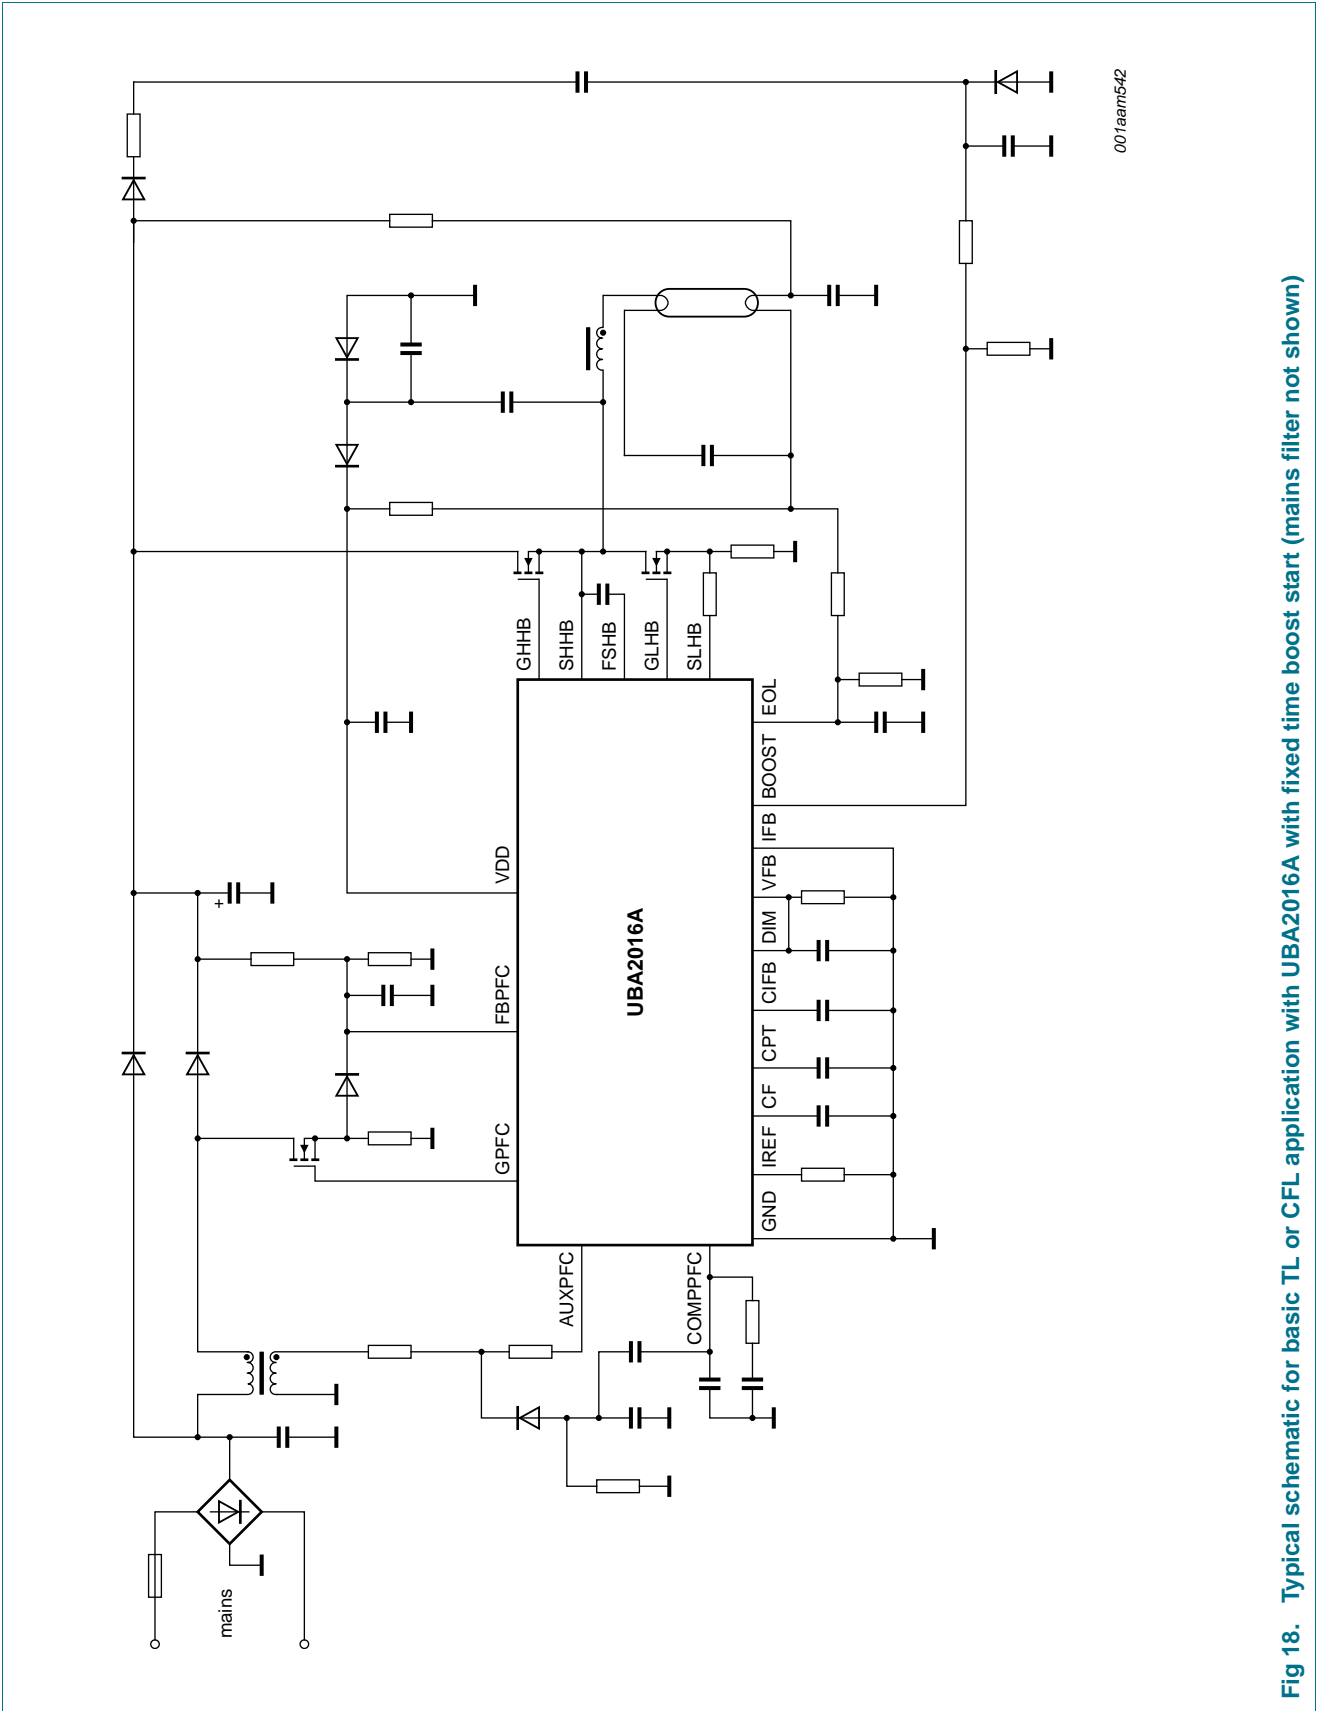 mains
AUXPFC
COMPPFC
GPFC
FBPFC
VDD
UBA2016A
GND
IREF
CF
CPT
CIFB
DIM
VFB
IFB
BOOST
EOL
GHHB
SHHB
FSHB
GLHB
SLHB
+
001aam542
Fig 18. Typical schematic for basic TL or CFL application with UBA2016A with fixed time boost start (mains filter not shown)